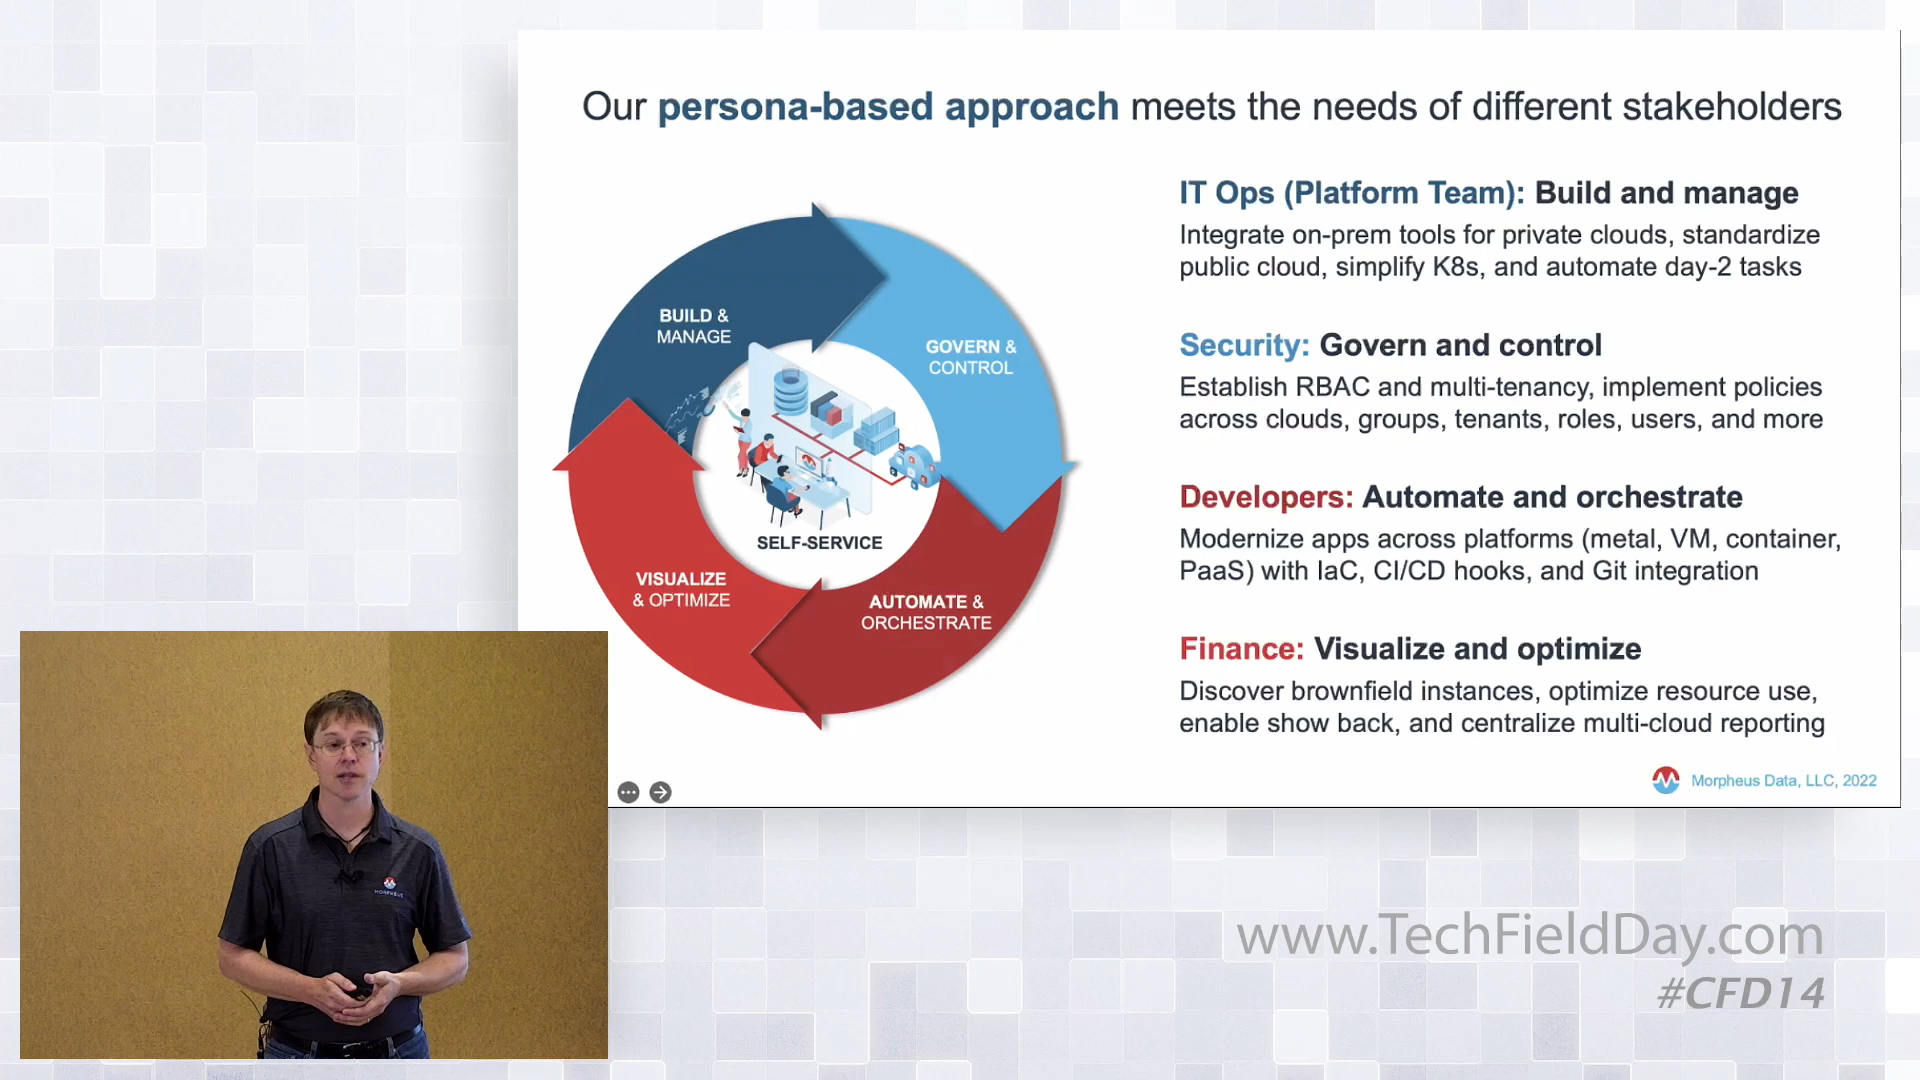 Our persona-based approach meets the needs of different stakeholders
BUILD &
MANAGE
GOVERN &
CONTROL
SELF-SERVICE
VISUALIZE
& OPTIMIZE
AUTOMATE &
ORCHESTRATE
IT Ops (Platform Team): Build and manage
Integrate on-prem tools for private clouds, standardize
public cloud, simplify K8s, and automate day-2 tasks
Security: Govern and control
Establish RBAC and multi-tenancy, implement policies
across clouds, groups, tenants, roles, users, and more
Developers: Automate and orchestrate
Modernize apps across platforms (metal, VM, container,
PaaS) with IaC, CI/CD hooks, and Git integration
Finance: Visualize and optimize
Discover brownfield instances, optimize resource use,
enable show back, and centralize multi-cloud reporting
Morpheus Data, LLC, 2022
MORPHEUS
www.TechFieldDay.com
#CFD14